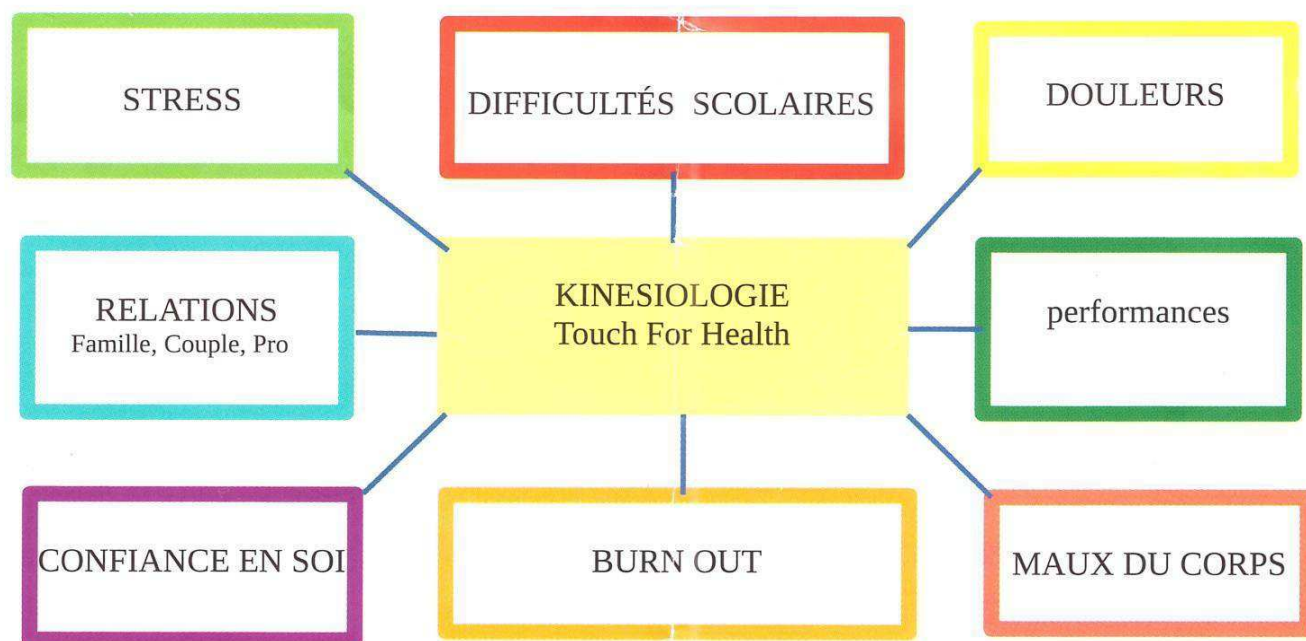 STRESS
DIFFICULTÉS SCOLAIRES
DOULEURS
RELATIONS
Famille, Couple, Pro
KINESIOLOGIE
Touch For Health
performances
CONFIANCE EN SOI
BURN OUT
MAUX DU CORPS